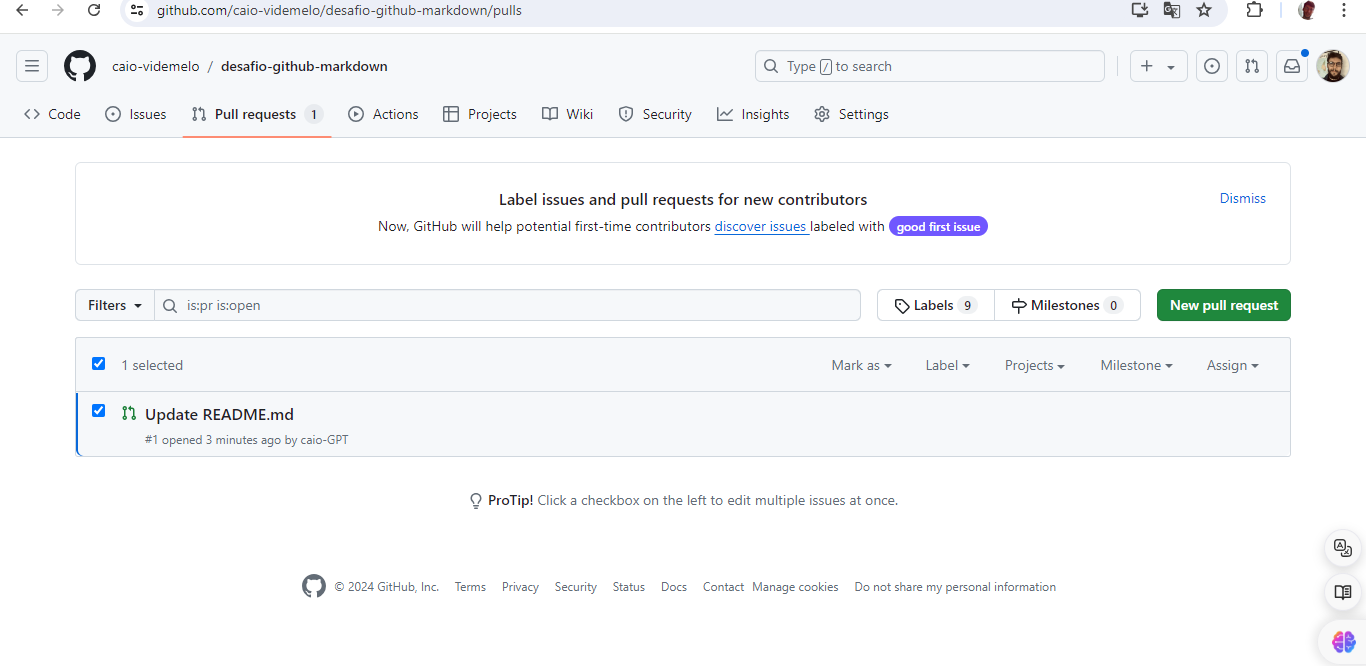 github.com/caio-videmelo/desafio-github-markdown/pulls
caio-videmelo / desafio-github-markdown
Type / to search
Code Issues Pull requests 1 Actions Projects Wiki Security Insights Settings
Label issues and pull requests for new contributors
Dismiss
Now, GitHub will help potential first-time contributors discover issues labeled with good first issue
Filters is:pr is:open Labels 9 Milestones 0 New pull request
1 selected Mark as Label Projects Milestone Assign
Update README.md
#1 opened 3 minutes ago by caio-GPT
ProTip! Click a checkbox on the left to edit multiple issues at once.
© 2024 GitHub, Inc. Terms Privacy Security Status Docs Contact Manage cookies Do not share my personal information